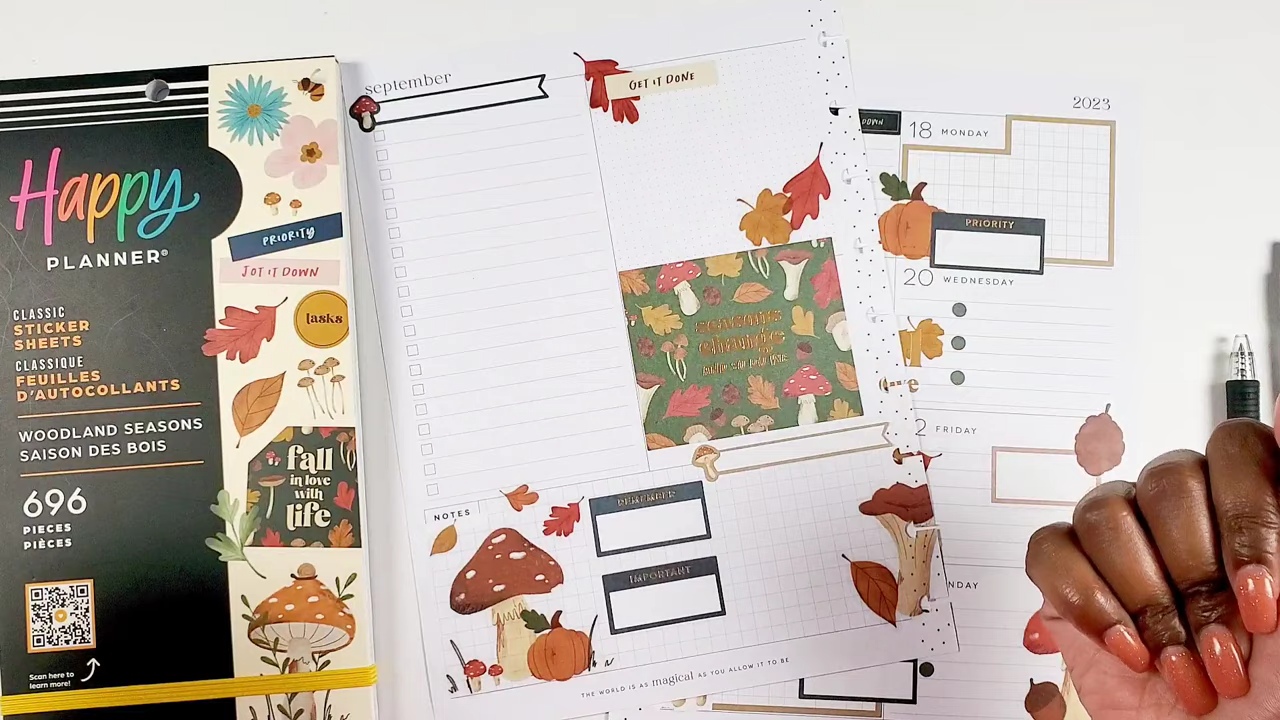 Happy
PLANNER®
CLASSIC
STICKER
SHEETS
CLASSIQUE
FEUILLES
D'AUTOCOLLANTS
WOODLAND SEASONS
SAISON DES BOIS
696
PIECES
PIÈCES
Scan here to
learn more!
PRIORITY
JOT IT DOWN
tasks
fall
in love
with
life
september
GET IT DONE
NOTES
REMEMBER
IMPORTANT
THE WORLD IS AS magical AS YOU ALLOW IT TO BE
2023
DOWN
18 MONDAY
PRIORITY
20 WEDNESDAY
FRIDAY